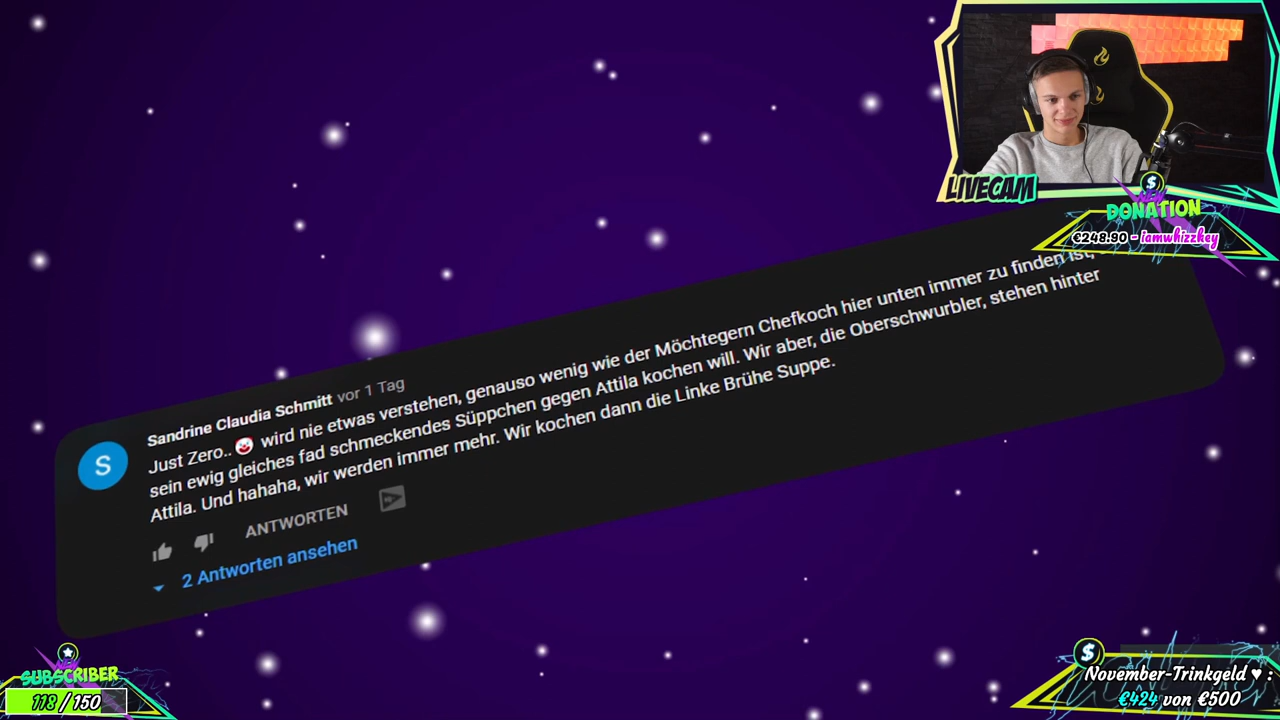 LIVECAM
NEW
DONATION
€248.90 - iamwhizzkey
Sandrine Claudia Schmitt vor 1 Tag
Just Zero..🤡 wird nie etwas verstehen, genauso wenig wie der Möchtegern Chefkoch hier unten immer zu finden ist,
sein ewig gleiches fad schmeckendes Süppchen gegen Attila kochen will. Wir aber, die Oberschwurbler, stehen hinter
Attila. Und hahaha, wir werden immer mehr. Wir kochen dann die Linke Brühe Suppe.
ANTWORTEN
2 Antworten ansehen
S
NEW
SUBSCRIBER
118 / 150
$
$
November-Trinkgeld ♥ :
€424 von €500